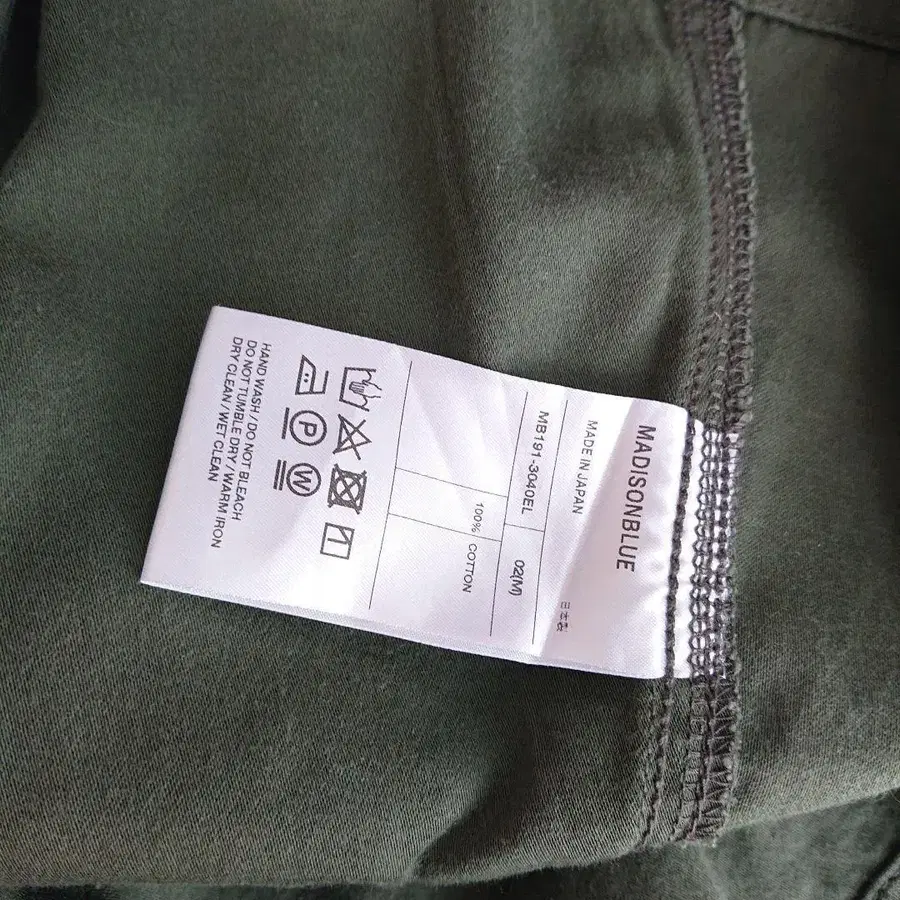 MADISONBLUE
MADE IN JAPAN
日本製
MB191-3040EL
02(M)
100% COTTON
P
W
HAND WASH / DO NOT BLEACH
DO NOT TUMBLE DRY / WARM IRON
DRY CLEAN / WET CLEAN